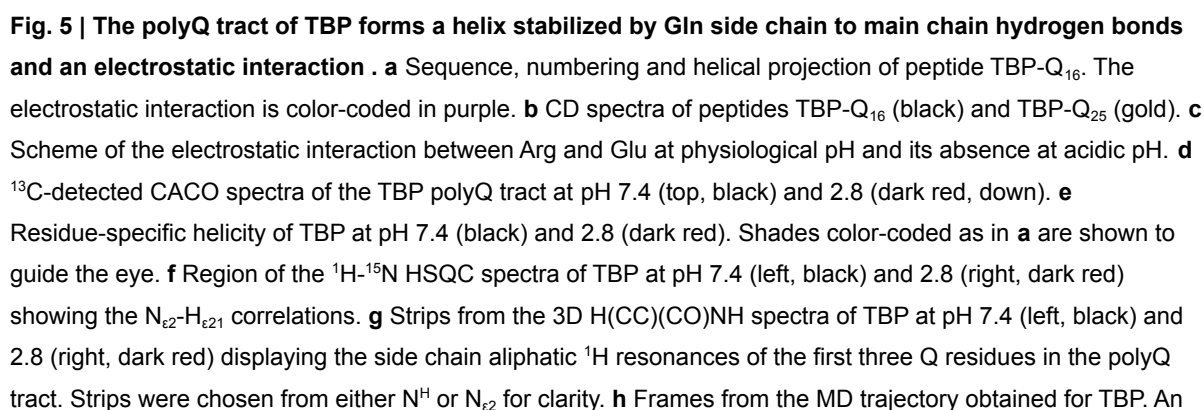 Fig. 5 | The polyQ tract of TBP forms a helix stabilized by Gln side chain to main chain hydrogen bonds
and an electrostatic interaction . a Sequence, numbering and helical projection of peptide TBP-Q₁₆. The
electrostatic interaction is color-coded in purple. b CD spectra of peptides TBP-Q₁₆ (black) and TBP-Q₂₅ (gold). c
Scheme of the electrostatic interaction between Arg and Glu at physiological pH and its absence at acidic pH. d
¹³C-detected CACO spectra of the TBP polyQ tract at pH 7.4 (top, black) and 2.8 (dark red, down). e
Residue-specific helicity of TBP at pH 7.4 (black) and 2.8 (dark red). Shades color-coded as in a are shown to
guide the eye. f Region of the ¹H-¹⁵N HSQC spectra of TBP at pH 7.4 (left, black) and 2.8 (right, dark red)
showing the Nε₂-Hε₂₁ correlations. g Strips from the 3D H(CC)(CO)NH spectra of TBP at pH 7.4 (left, black) and
2.8 (right, dark red) displaying the side chain aliphatic ¹H resonances of the first three Q residues in the polyQ
tract. Strips were chosen from either Nᴴ or Nε₂ for clarity. h Frames from the MD trajectory obtained for TBP. An